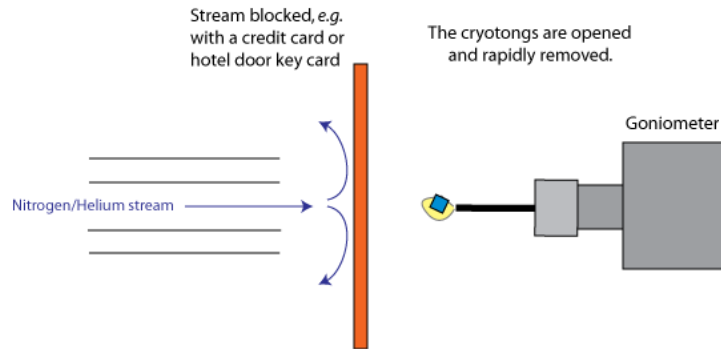 Stream blocked, e.g.
with a credit card or
hotel door key card
The cryotongs are opened
and rapidly removed.
Goniometer
Nitrogen/Helium stream